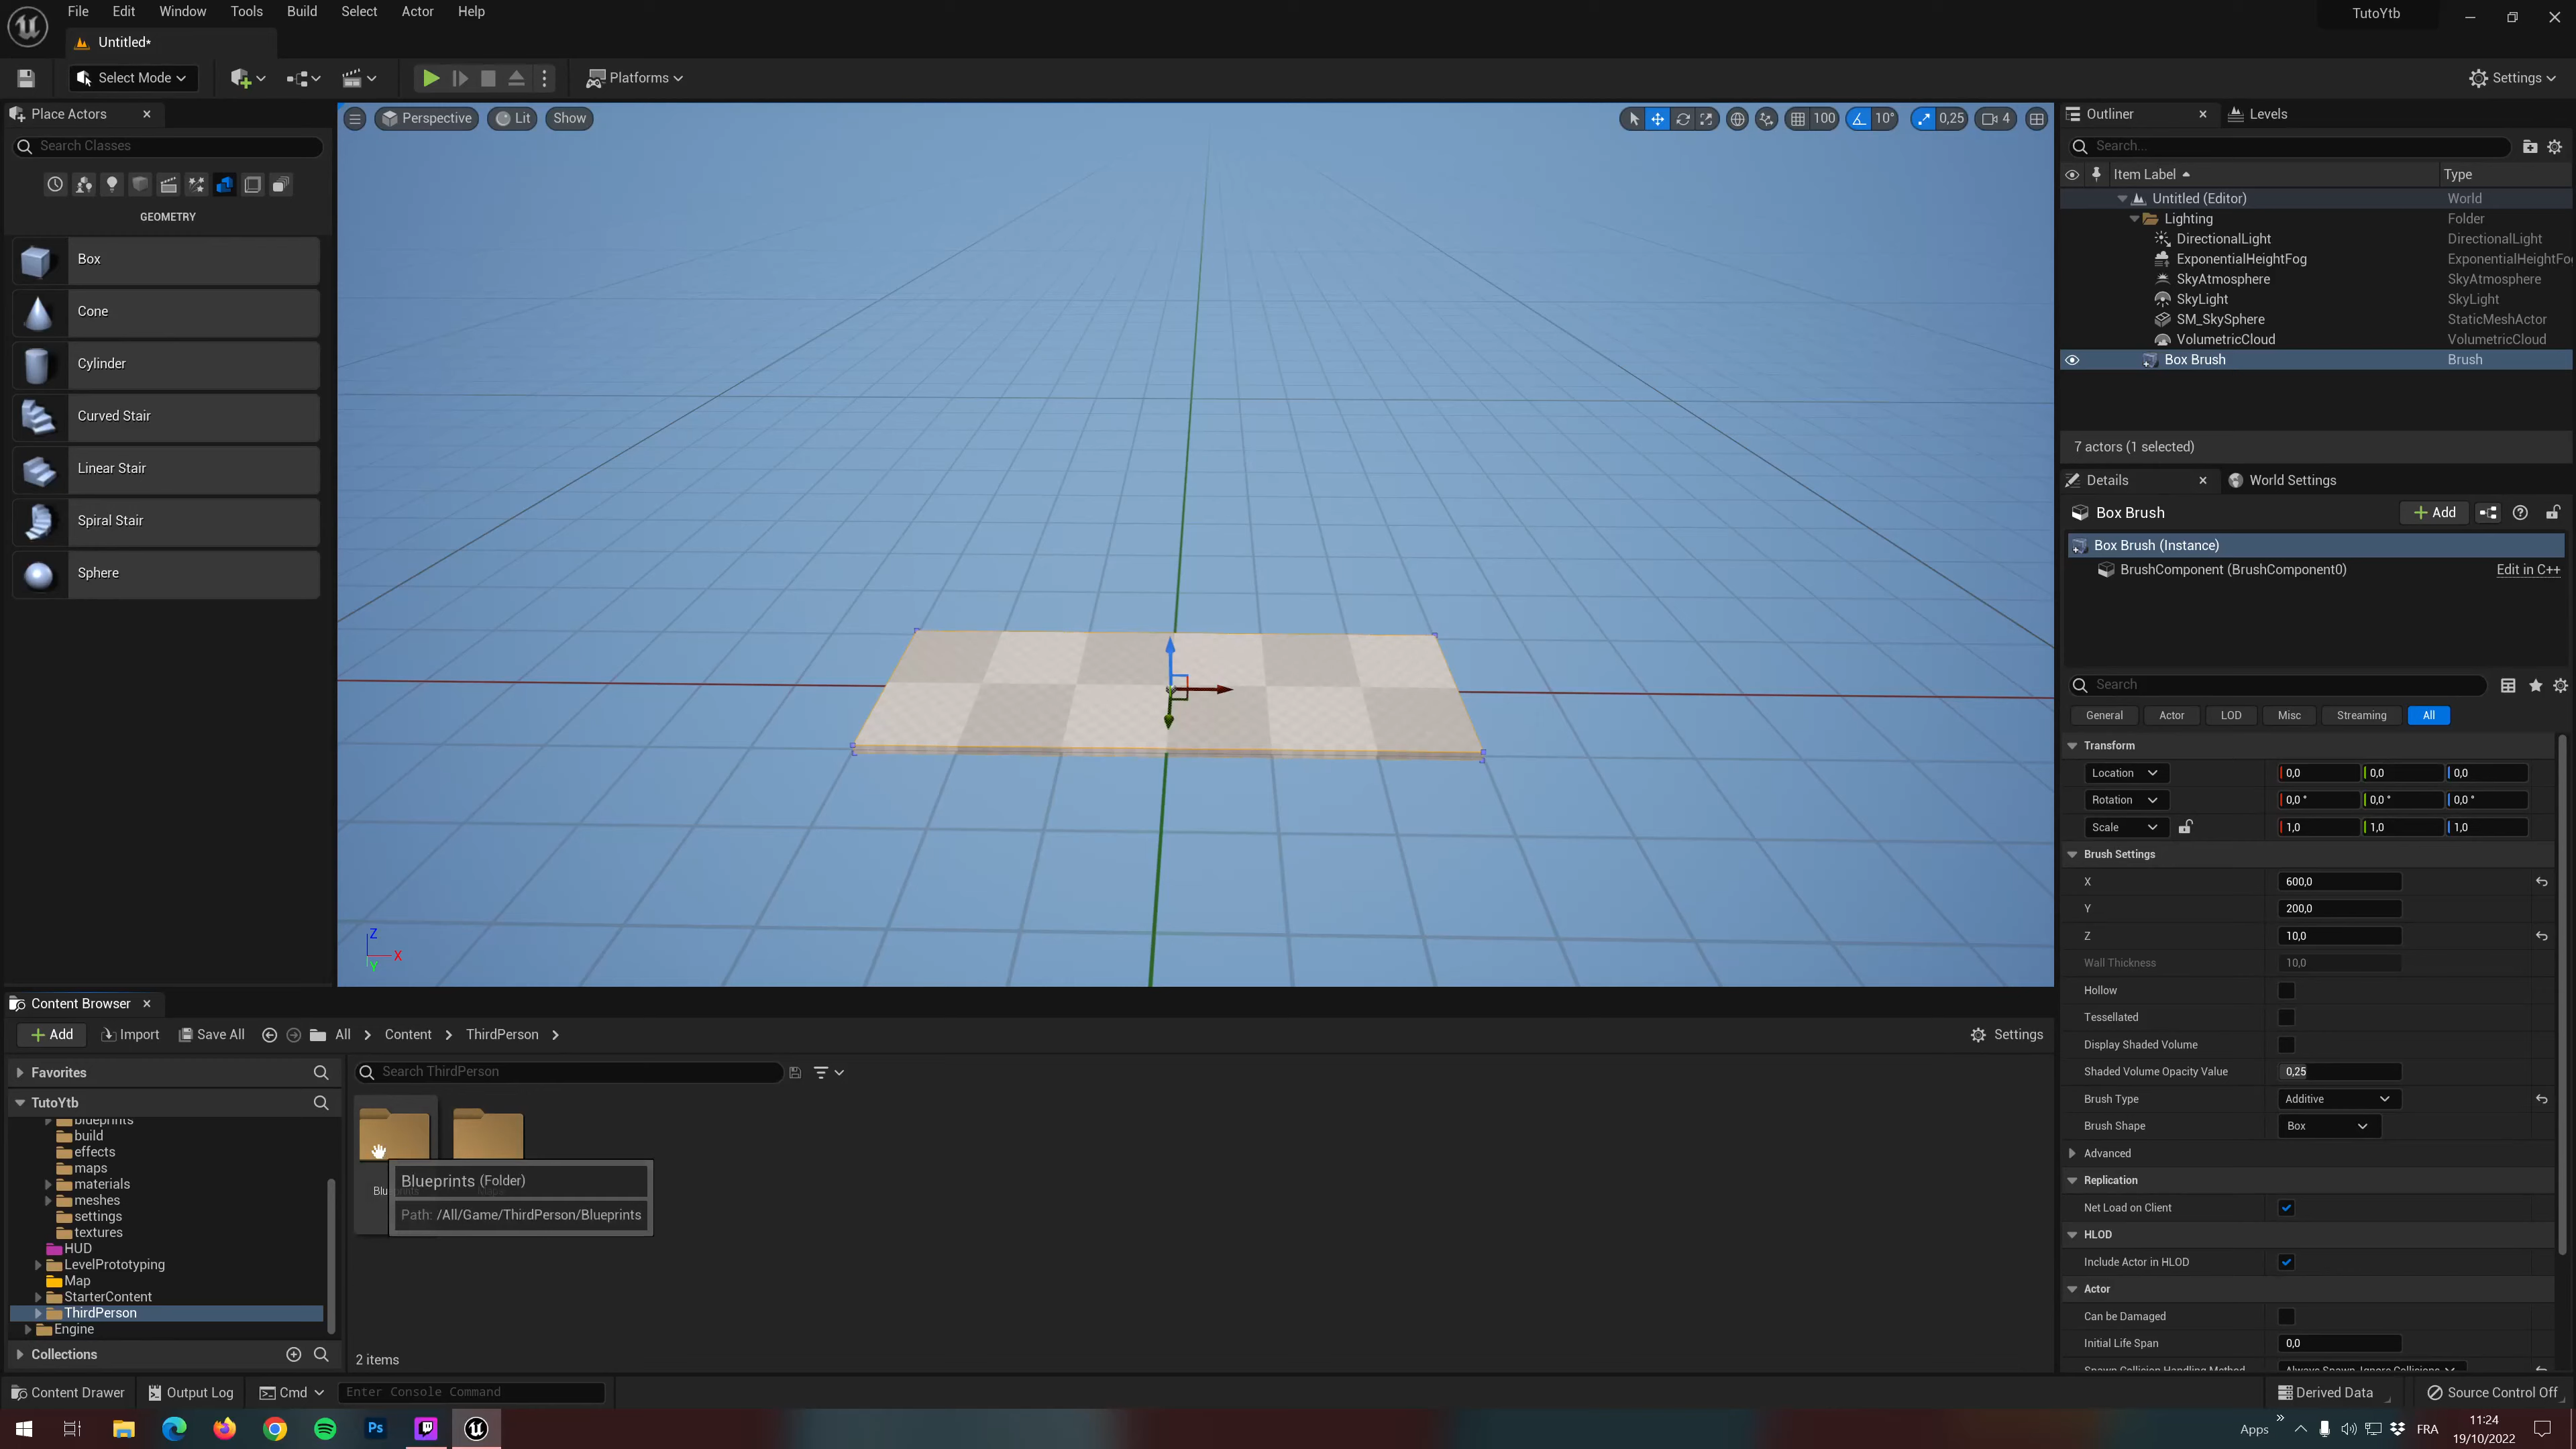 File Edit Window Tools Build Select Actor Help
TutoYtb
Untitled*
Select Mode
Platforms
Settings
Place Actors
Search Classes
GEOMETRY
Box
Cone
Cylinder
Curved Stair
Linear Stair
Spiral Stair
Sphere
Perspective Lit Show
100 10° 0,25 4
Z
X
Y
Outliner Levels
Search...
Item Label Type
Untitled (Editor) World
Lighting Folder
DirectionalLight DirectionalLight
ExponentialHeightFog ExponentialHeightFo
SkyAtmosphere SkyAtmosphere
SkyLight SkyLight
SM_SkySphere StaticMeshActor
VolumetricCloud VolumetricCloud
Box Brush Brush
7 actors (1 selected)
Details World Settings
Box Brush Add
Box Brush (Instance)
BrushComponent (BrushComponent0) Edit in C++
Search
General Actor LOD Misc Streaming All
Transform
Location 0,0 0,0 0,0
Rotation 0,0 ° 0,0 ° 0,0 °
Scale 1,0 1,0 1,0
Brush Settings
X 600,0
Y 200,0
Z 10,0
Wall Thickness 10,0
Hollow
Tessellated
Display Shaded Volume
Shaded Volume Opacity Value 0,25
Brush Type Additive
Brush Shape Box
Advanced
Replication
Net Load on Client
HLOD
Include Actor in HLOD
Actor
Can be Damaged
Initial Life Span 0,0
Spawn Collision Handling Method Always Spawn, Ignore Collisions
Content Browser
Add Import Save All All Content ThirdPerson Settings
Favorites
Search ThirdPerson
TutoYtb
blueprints
build
effects
maps
materials
meshes
settings
textures
HUD
LevelPrototyping
Map
StarterContent
ThirdPerson
Engine
Collections
Blueprints (Folder)
Path: /All/Game/ThirdPerson/Blueprints
2 items
Content Drawer Output Log Cmd Enter Console Command Derived Data Source Control Off
Ps
Apps FRA 11:24
19/10/2022